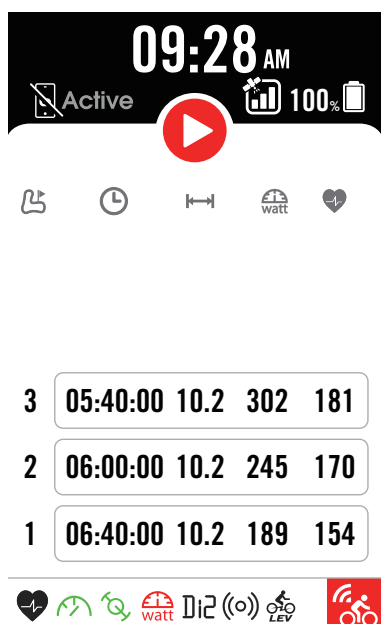 09:28 AM
Active 100%
watt
3 05:40:00 10.2 302 181
2 06:00:00 10.2 245 170
1 06:40:00 10.2 189 154
watt Di2 LEV